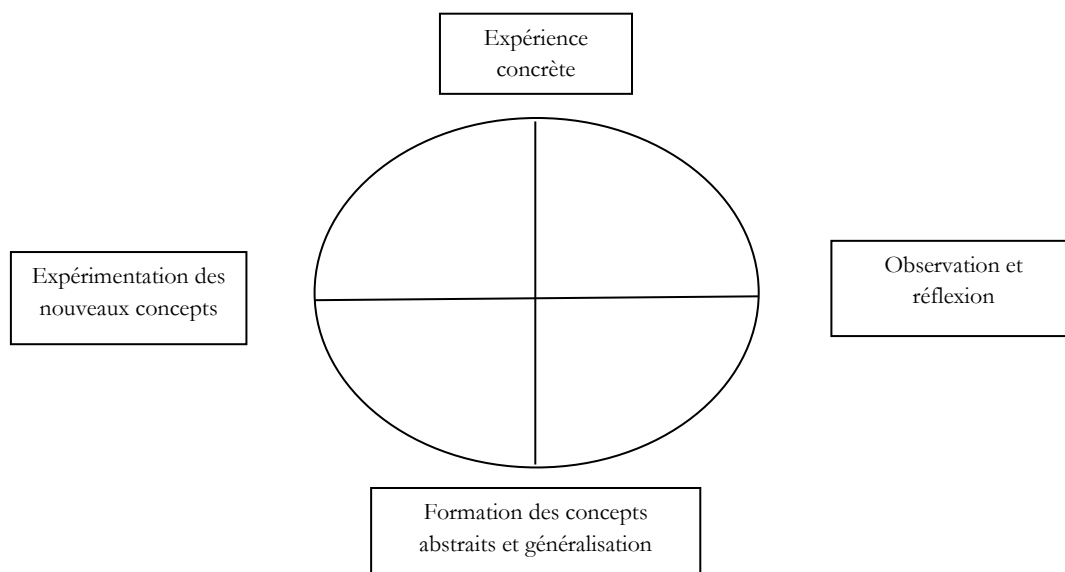 Expérience
concrète
Expérimentation des
nouveaux concepts
Observation et
réflexion
Formation des concepts
abstraits et généralisation